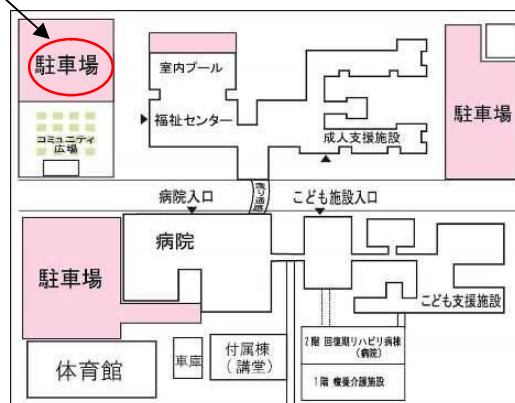 駐車場
室内プール
福祉センター
コミュニティ
広場
成人支援施設
駐車場
病院入口
渡り通路
こども施設入口
病院
駐車場
こども支援施設
体育館
車庫
付属棟
(講堂)
2階 回復期リハビリ病棟
(病院)
1階 療養介護施設